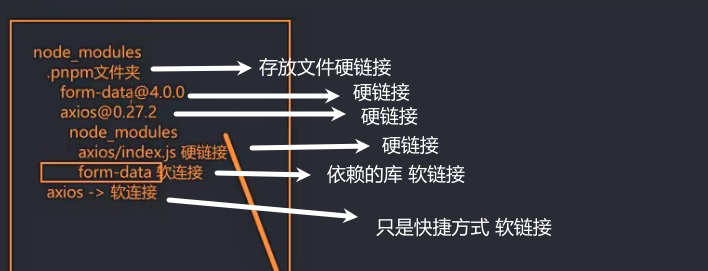 node_modules
.pnpm文件夹
存放文件硬链接
form-data@4.0.0
硬链接
axios@0.27.2
硬链接
node_modules
axios/index.js 硬链接
硬链接
form-data 软连接
依赖的库 软链接
axios -> 软连接
只是快捷方式 软链接